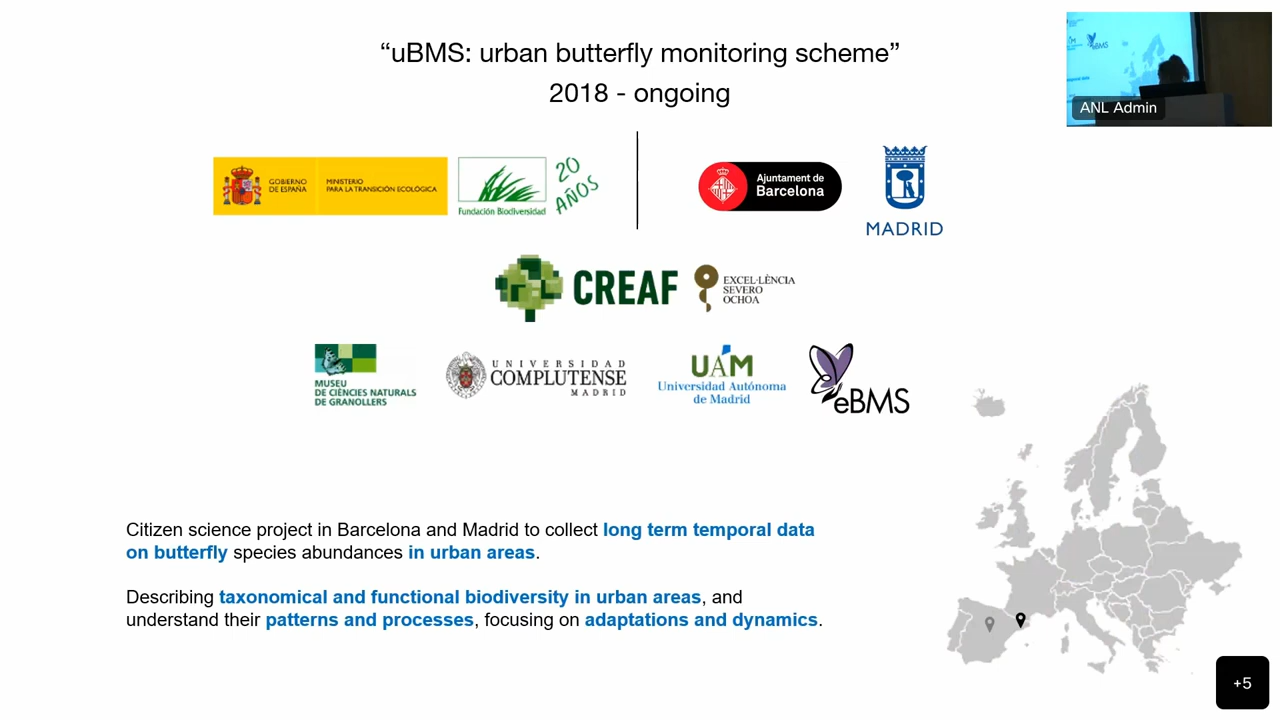 “uBMS: urban butterfly monitoring scheme”
2018 - ongoing
ANL Admin
eBMS
GOBIERNO
DE ESPAÑA
MINISTERIO
PARA LA TRANSICIÓN ECOLÓGICA
Fundación Biodiversidad
20
AÑOS
Ajuntament de
Barcelona
MADRID
CREAF
EXCEL·LÈNCIA
SEVERO
OCHOA
MUSEU
DE CIÈNCIES NATURALS
DE GRANOLLERS
UNIVERSIDAD
COMPLUTENSE
MADRID
UAM
Universidad Autónoma
de Madrid
eBMS
Citizen science project in Barcelona and Madrid to collect long term temporal data
on butterfly species abundances in urban areas.
Describing taxonomical and functional biodiversity in urban areas, and
understand their patterns and processes, focusing on adaptations and dynamics.
+5